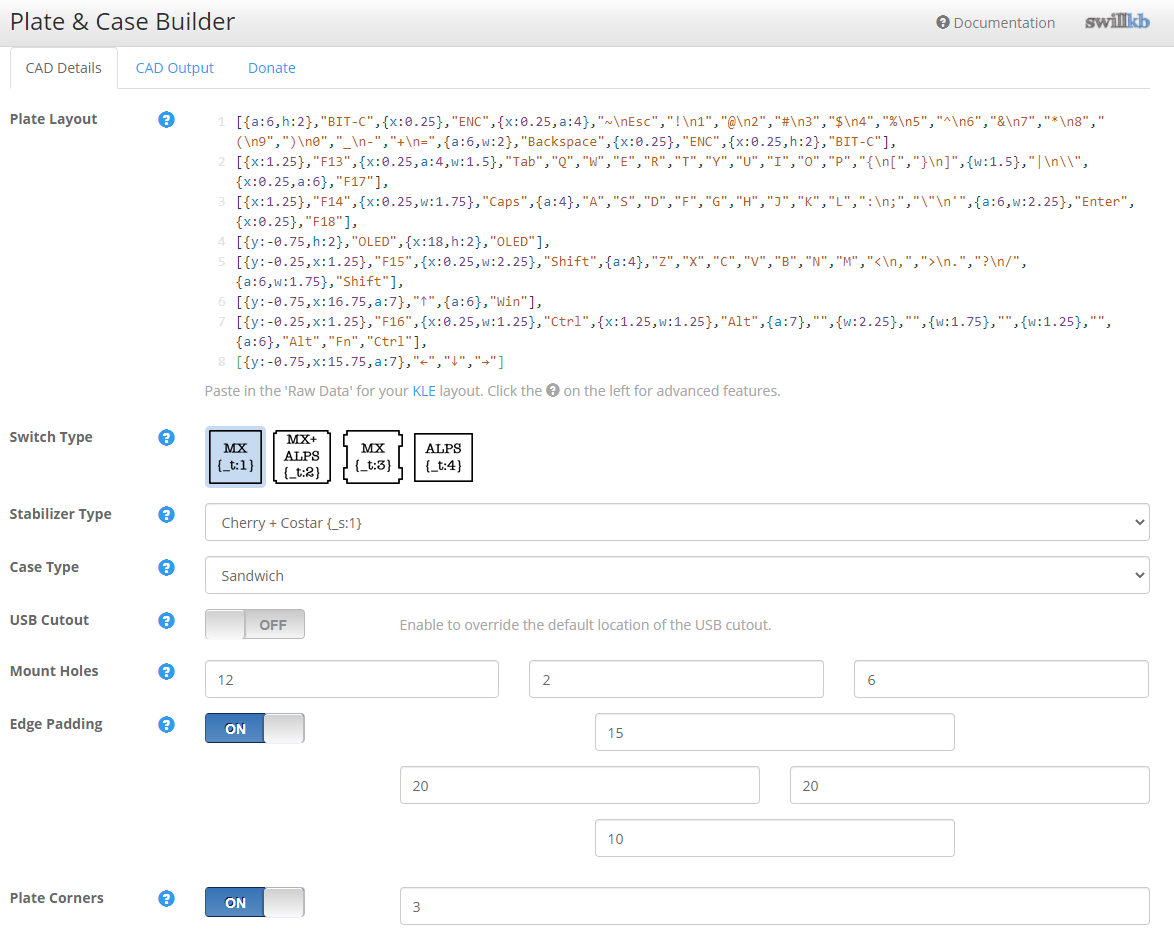 Plate & Case Builder
Documentation
swillkb
CAD Details
CAD Output
Donate
Plate Layout
1 [{a:6,h:2},"BIT-C",{x:0.25},"ENC",{x:0.25,a:4},"~\nEsc","!\n1","@\n2","#\n3","$\n4","%\n5","^\n6","&\n7","*\n8","
(\n9",")\n0","_\n-","+\n=",{a:6,w:2},"Backspace",{x:0.25},"ENC",{x:0.25,h:2},"BIT-C"],
2 [{x:1.25},"F13",{x:0.25,a:4,w:1.5},"Tab","Q","W","E","R","T","Y","U","I","O","P","{\n[","}\n]",{w:1.5},"|\n\\",
{x:0.25,a:6},"F17"],
3 [{x:1.25},"F14",{x:0.25,w:1.75},"Caps",{a:4},"A","S","D","F","G","H","J","K","L",":\n;","\"\n'",{a:6,w:2.25},"Enter",
{x:0.25},"F18"],
4 [{y:-0.75,h:2},"OLED",{x:18,h:2},"OLED"],
5 [{y:-0.25,x:1.25},"F15",{x:0.25,w:2.25},"Shift",{a:4},"Z","X","C","V","B","N","M","<\n,",">\n.","?\n/",
{a:6,w:1.75},"Shift"],
6 [{y:-0.75,x:16.75,a:7},"↑",{a:6},"Win"],
7 [{y:-0.25,x:1.25},"F16",{x:0.25,w:1.25},"Ctrl",{x:1.25,w:1.25},"Alt",{a:7},"",{w:2.25},"",{w:1.75},"",{w:1.25},"",
{a:6},"Alt","Fn","Ctrl"],
8 [{y:-0.75,x:15.75,a:7},"←","↓","→"]
Paste in the 'Raw Data' for your KLE layout. Click the ? on the left for advanced features.
Switch Type
MX
{_t:1}
MX+
ALPS
{_t:2}
MX
{_t:3}
ALPS
{_t:4}
Stabilizer Type
Cherry + Costar {_s:1}
Case Type
Sandwich
USB Cutout
OFF
Enable to override the default location of the USB cutout.
Mount Holes
12
2
6
Edge Padding
ON
15
20
20
10
Plate Corners
ON
3